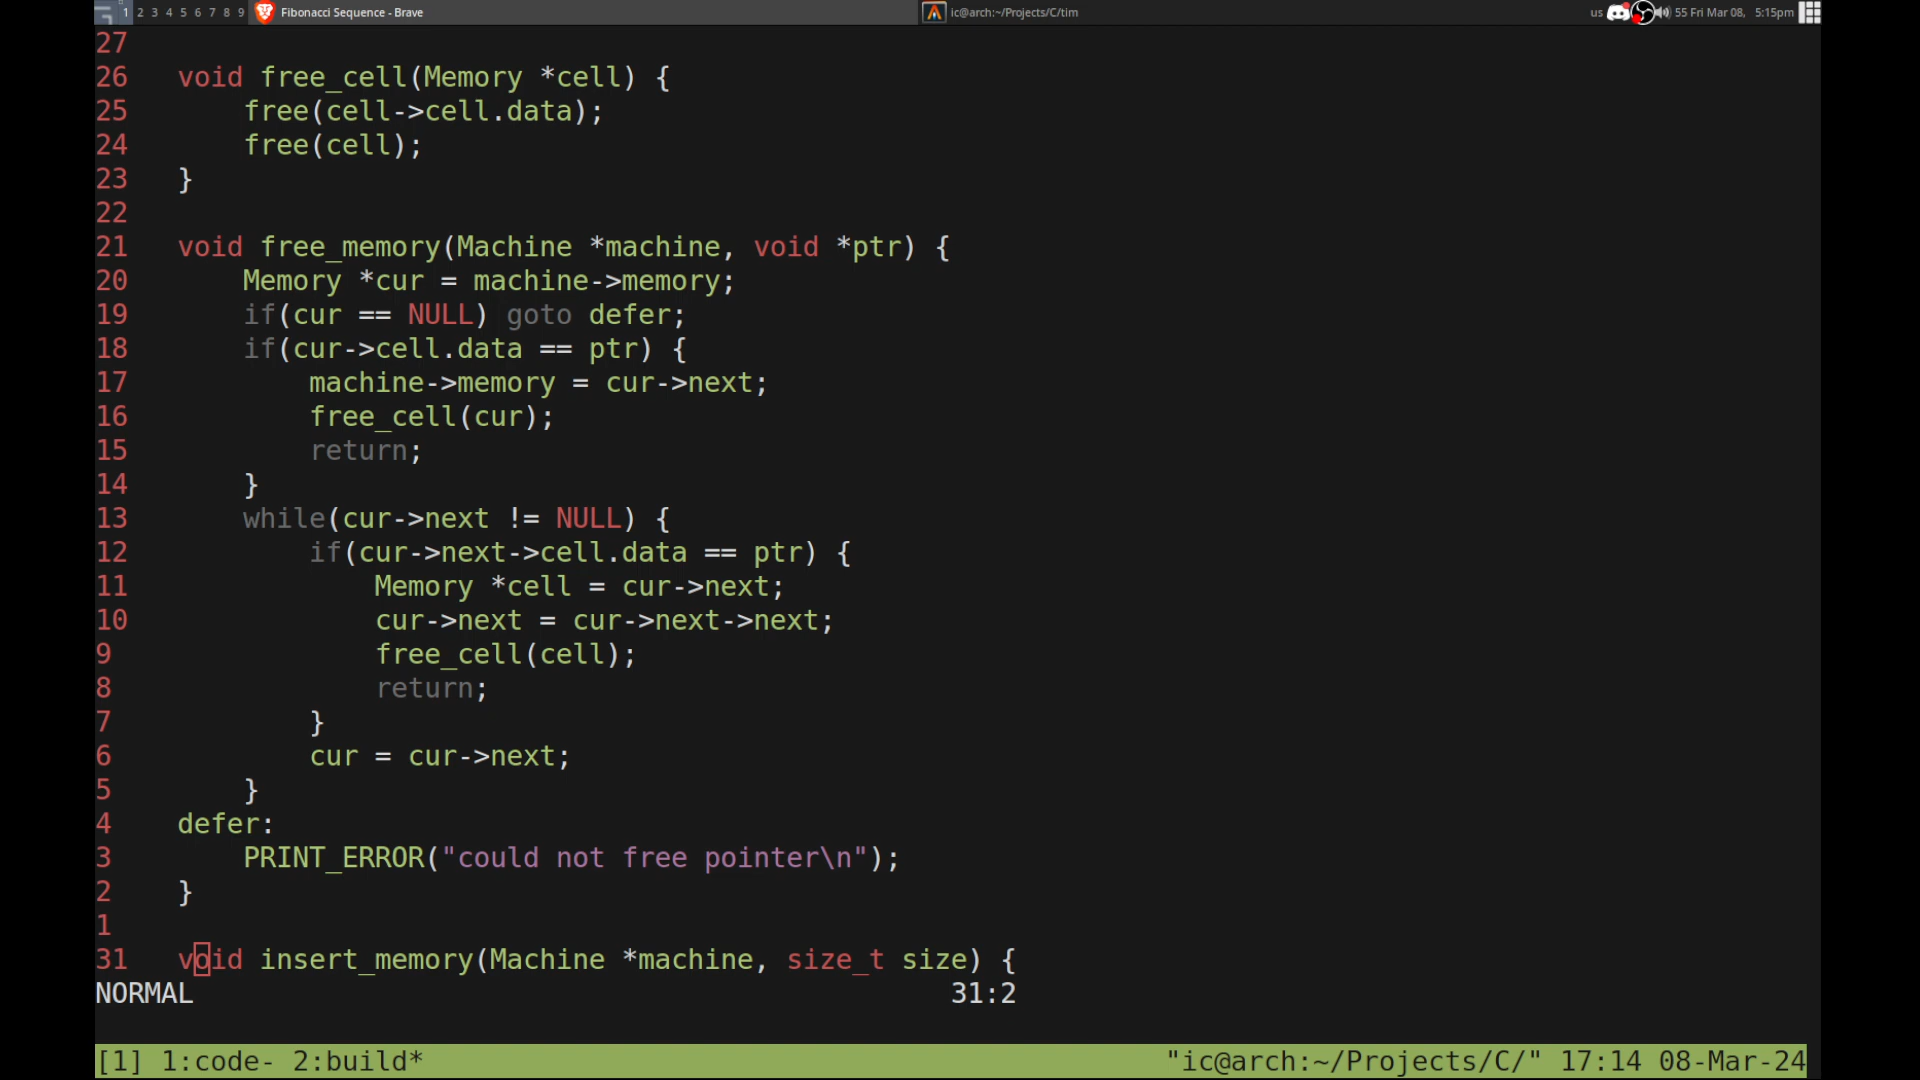 1 2 3 4 5 6 7 8 9 Fibonacci Sequence - Brave ic@arch:~/Projects/C/tim us 55 Fri Mar 08, 5:15pm
27
26 void free_cell(Memory *cell) {
25 free(cell->cell.data);
24 free(cell);
23 }
22
21 void free_memory(Machine *machine, void *ptr) {
20 Memory *cur = machine->memory;
19 if(cur == NULL) goto defer;
18 if(cur->cell.data == ptr) {
17 machine->memory = cur->next;
16 free_cell(cur);
15 return;
14 }
13 while(cur->next != NULL) {
12 if(cur->next->cell.data == ptr) {
11 Memory *cell = cur->next;
10 cur->next = cur->next->next;
9 free_cell(cell);
8 return;
7 }
6 cur = cur->next;
5 }
4 defer:
3 PRINT_ERROR("could not free pointer\n");
2 }
1
31 void insert_memory(Machine *machine, size_t size) {
NORMAL 31:2
[1] 1:code- 2:build* "ic@arch:~/Projects/C/" 17:14 08-Mar-24